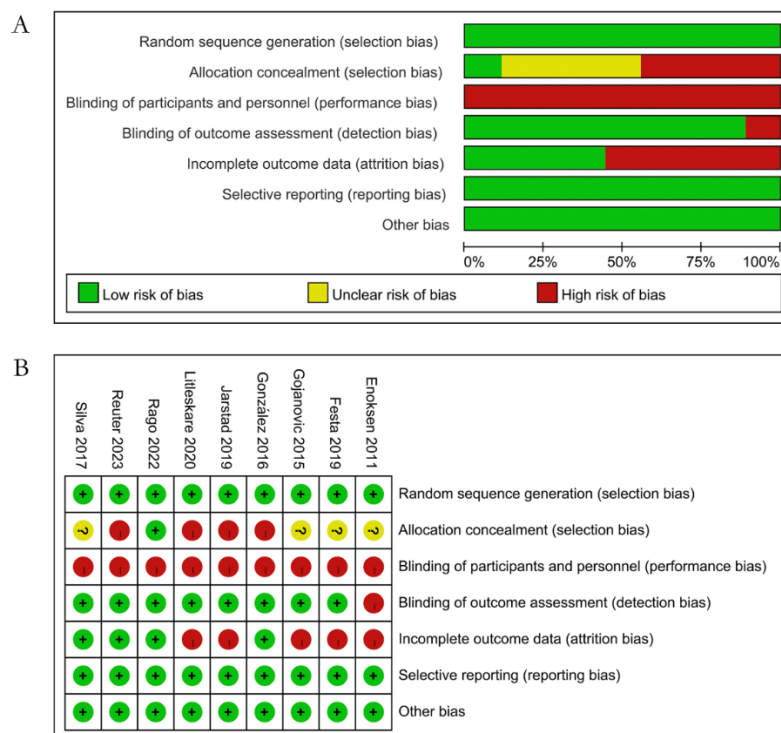 A
Random sequence generation (selection bias)
Allocation concealment (selection bias)
Blinding of participants and personnel (performance bias)
Blinding of outcome assessment (detection bias)
Incomplete outcome data (attrition bias)
Selective reporting (reporting bias)
Other bias
0% 25% 50% 75% 100%
Low risk of bias Unclear risk of bias High risk of bias
B
Silva 2017
Reuter 2023
Rago 2022
Litleskare 2020
Jarstad 2019
González 2016
Gojanovic 2015
Festa 2019
Enoksen 2011
+ + + + + + + + + Random sequence generation (selection bias)
? – + – – – ? ? ? Allocation concealment (selection bias)
– – – – – – – – – Blinding of participants and personnel (performance bias)
+ + + + + + + + – Blinding of outcome assessment (detection bias)
+ + + – – + – – – Incomplete outcome data (attrition bias)
+ + + + + + + + + Selective reporting (reporting bias)
+ + + + + + + + + Other bias